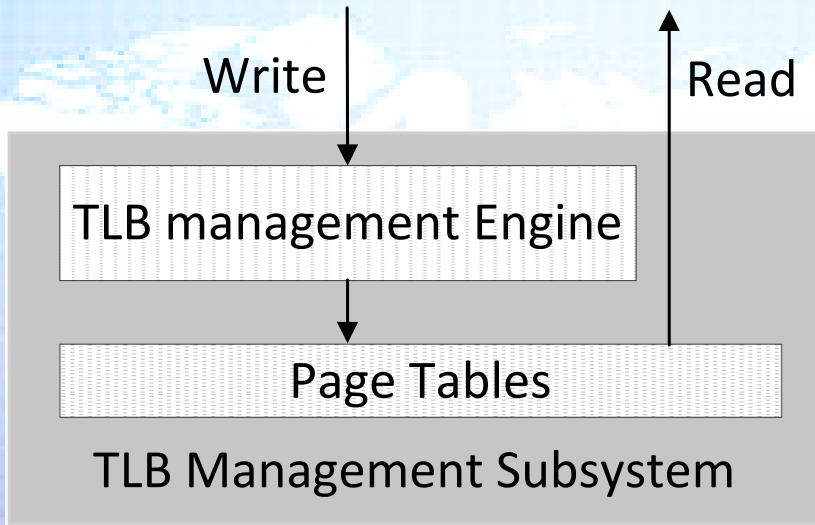 Write
Read
TLB management Engine
Page Tables
TLB Management Subsystem